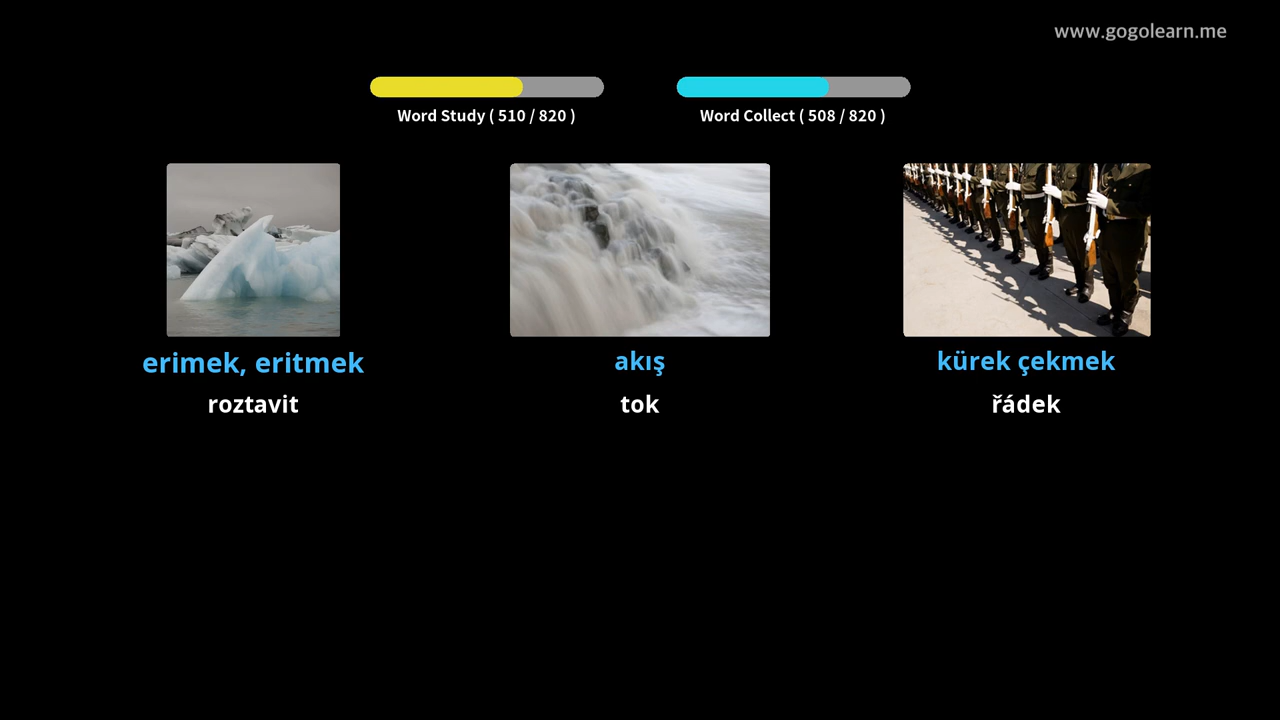 www.gogolearn.me
Word Study ( 510 / 820 )
Word Collect ( 508 / 820 )
erimek, eritmek
akış
kürek çekmek
roztavit
tok
řádek